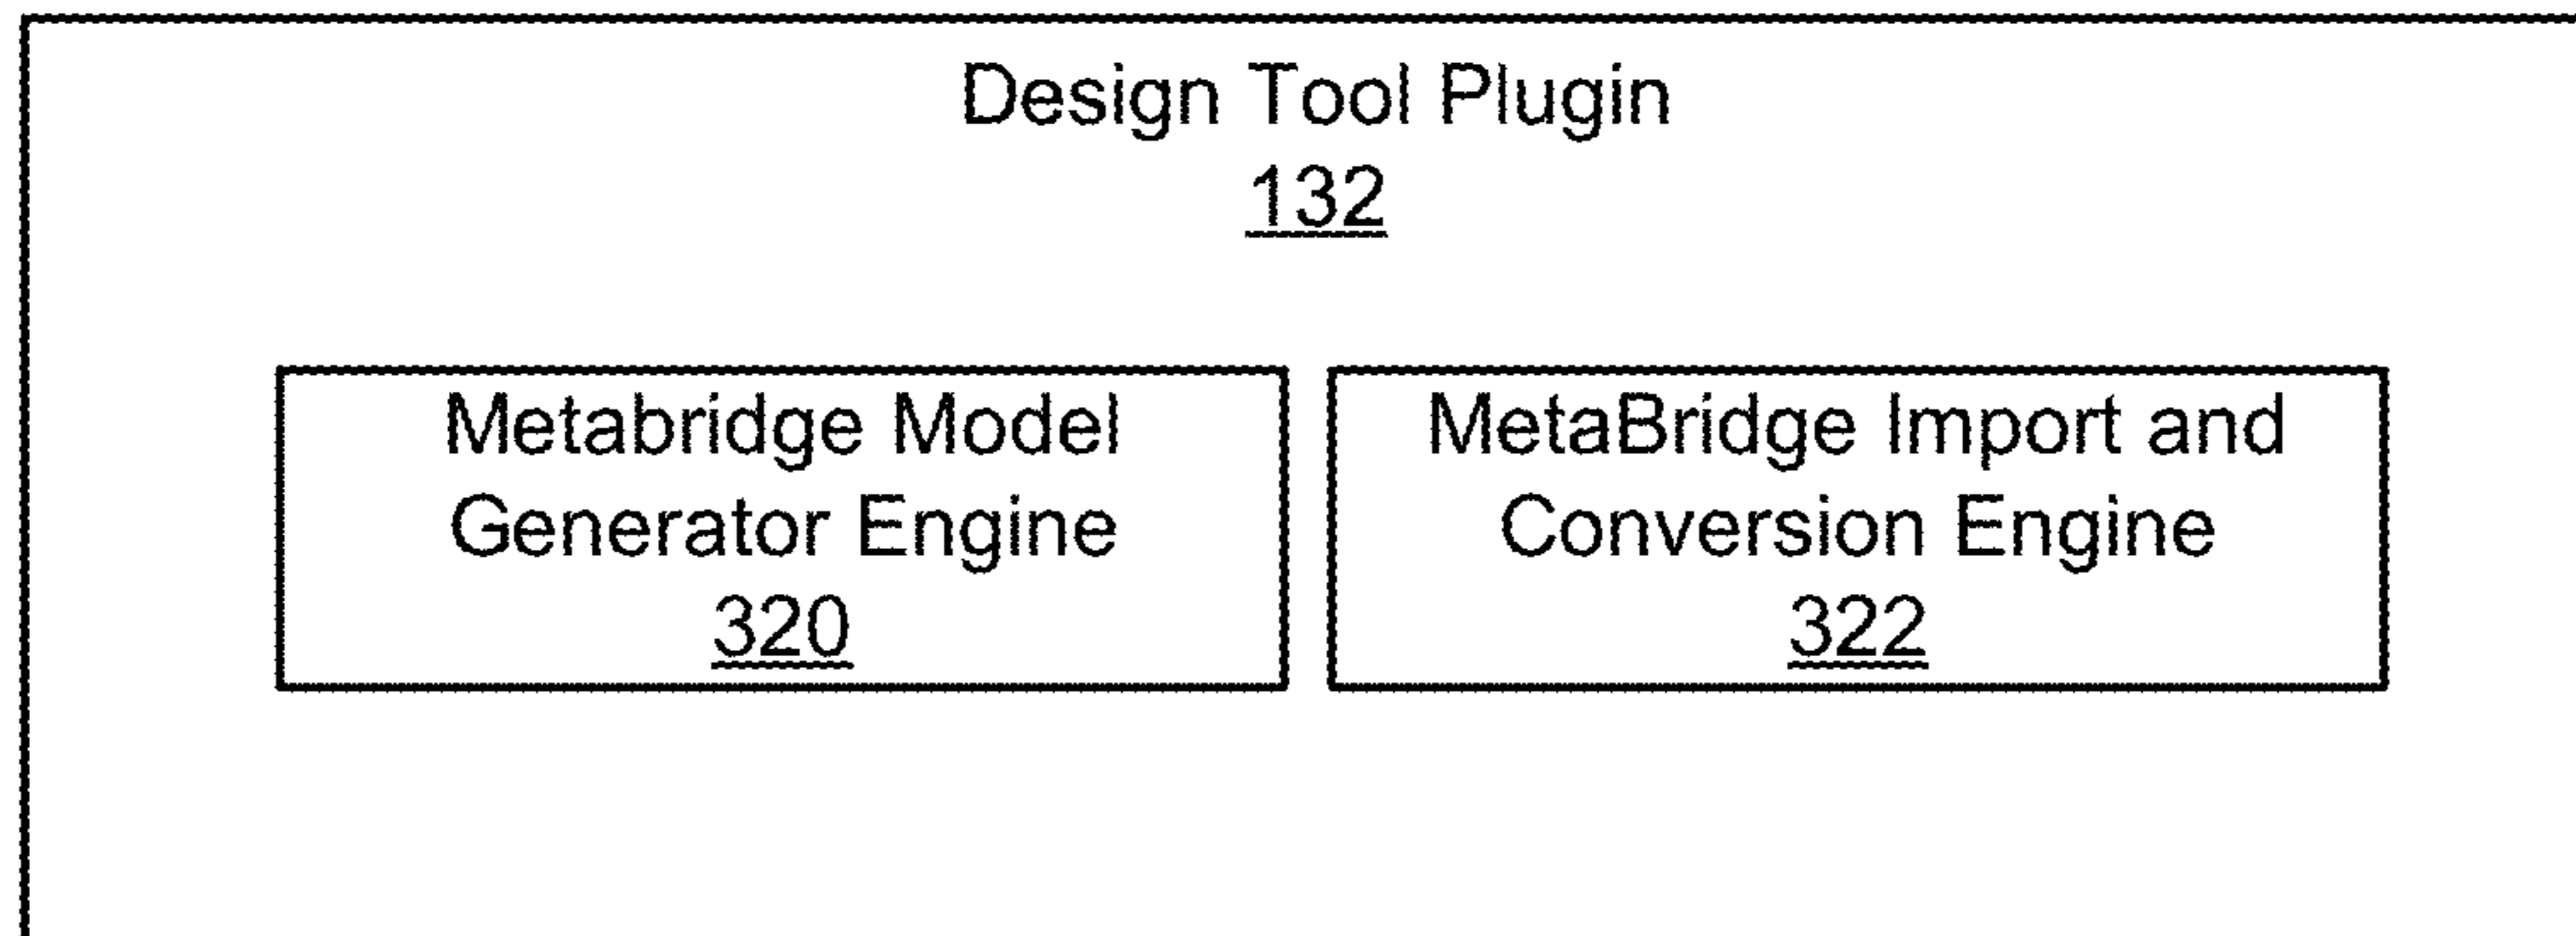 Design Tool Plugin
132
Metabridge Model
Generator Engine
320
MetaBridge Import and
Conversion Engine
322